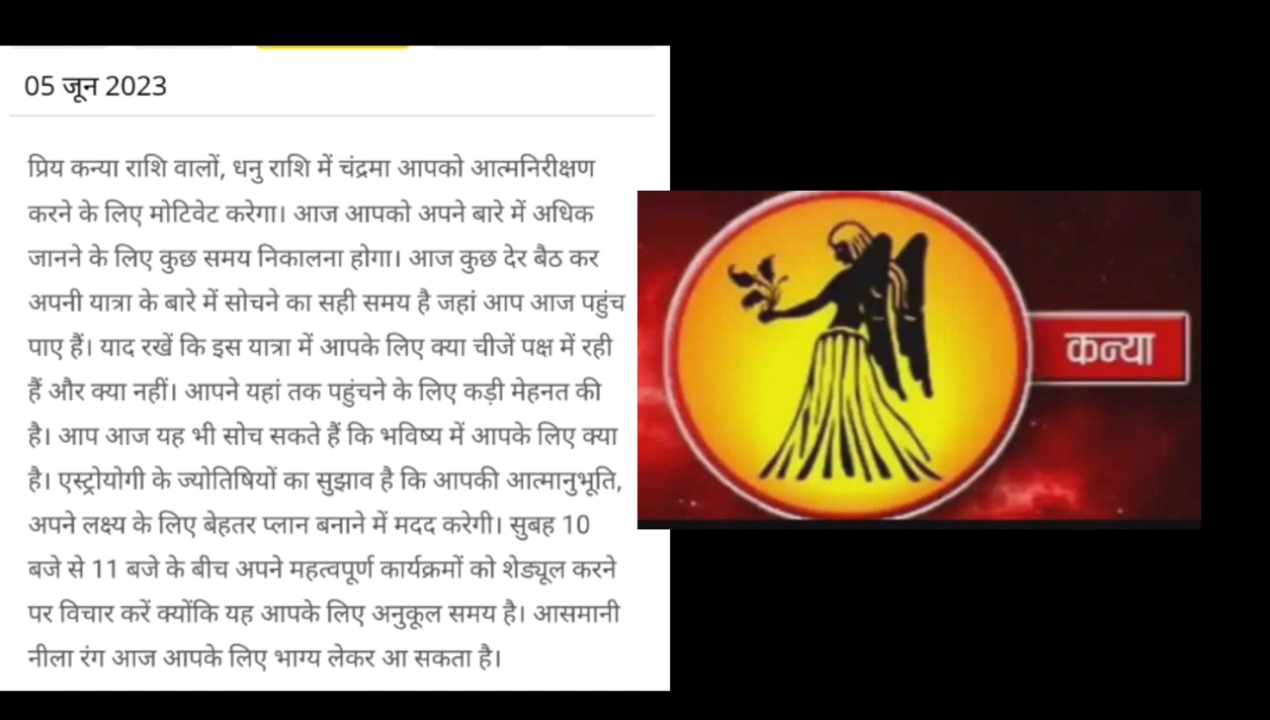 05 जून 2023
प्रिय कन्या राशि वालों, धनु राशि में चंद्रमा आपको आत्मनिरीक्षण
करने के लिए मोटिवेट करेगा। आज आपको अपने बारे में अधिक
जानने के लिए कुछ समय निकालना होगा। आज कुछ देर बैठ कर
अपनी यात्रा के बारे में सोचने का सही समय है जहां आप आज पहुंच
पाए हैं। याद रखें कि इस यात्रा में आपके लिए क्या चीजें पक्ष में रही
हैं और क्या नहीं। आपने यहां तक पहुंचने के लिए कड़ी मेहनत की
है। आप आज यह भी सोच सकते हैं कि भविष्य में आपके लिए क्या
है। एस्ट्रोयोगी के ज्योतिषियों का सुझाव है कि आपकी आत्मानुभूति,
अपने लक्ष्य के लिए बेहतर प्लान बनाने में मदद करेगी। सुबह 10
बजे से 11 बजे के बीच अपने महत्वपूर्ण कार्यक्रमों को शेड्यूल करने
पर विचार करें क्योंकि यह आपके लिए अनुकूल समय है। आसमानी
नीला रंग आज आपके लिए भाग्य लेकर आ सकता है।
कन्या